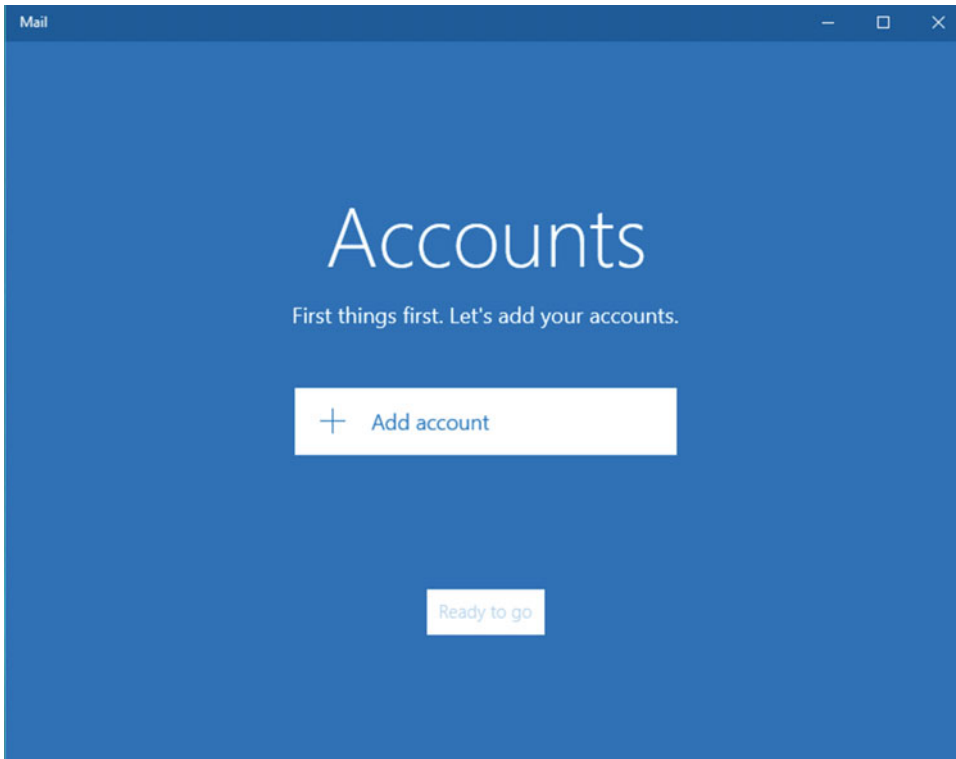 Mail
Accounts
First things first. Let's add your accounts.
Add account
Ready to go